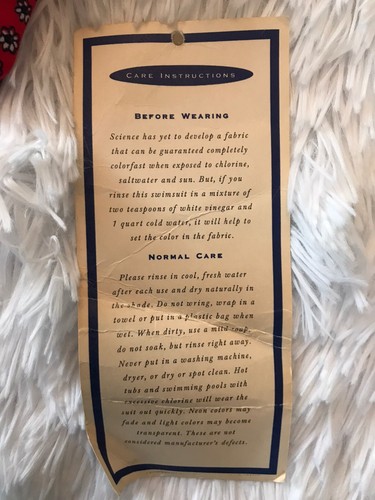 CARE INSTRUCTIONS
BEFORE WEARING
Science has yet to develop a fabric
that can be guaranteed completely
colorfast when exposed to chlorine,
saltwater and sun. But, if you
rinse this swimsuit in a mixture of
two teaspoons of white vinegar and
1 quart cold water, it will help to
set the color in the fabric.
NORMAL CARE
Please rinse in cool, fresh water
after each use and dry naturally in
the shade. Do not wring, wrap in a
towel or put in a plastic bag when
wet. When dirty, use a mild soap,
do not soak, but rinse right away.
Never put in a washing machine,
dryer, or dry or spot clean. Hot
tubs and swimming pools with
excessive chlorine will wear the
suit out quickly. Neon colors may
fade and light colors may become
transparent. These are not
considered manufacturer's defects.